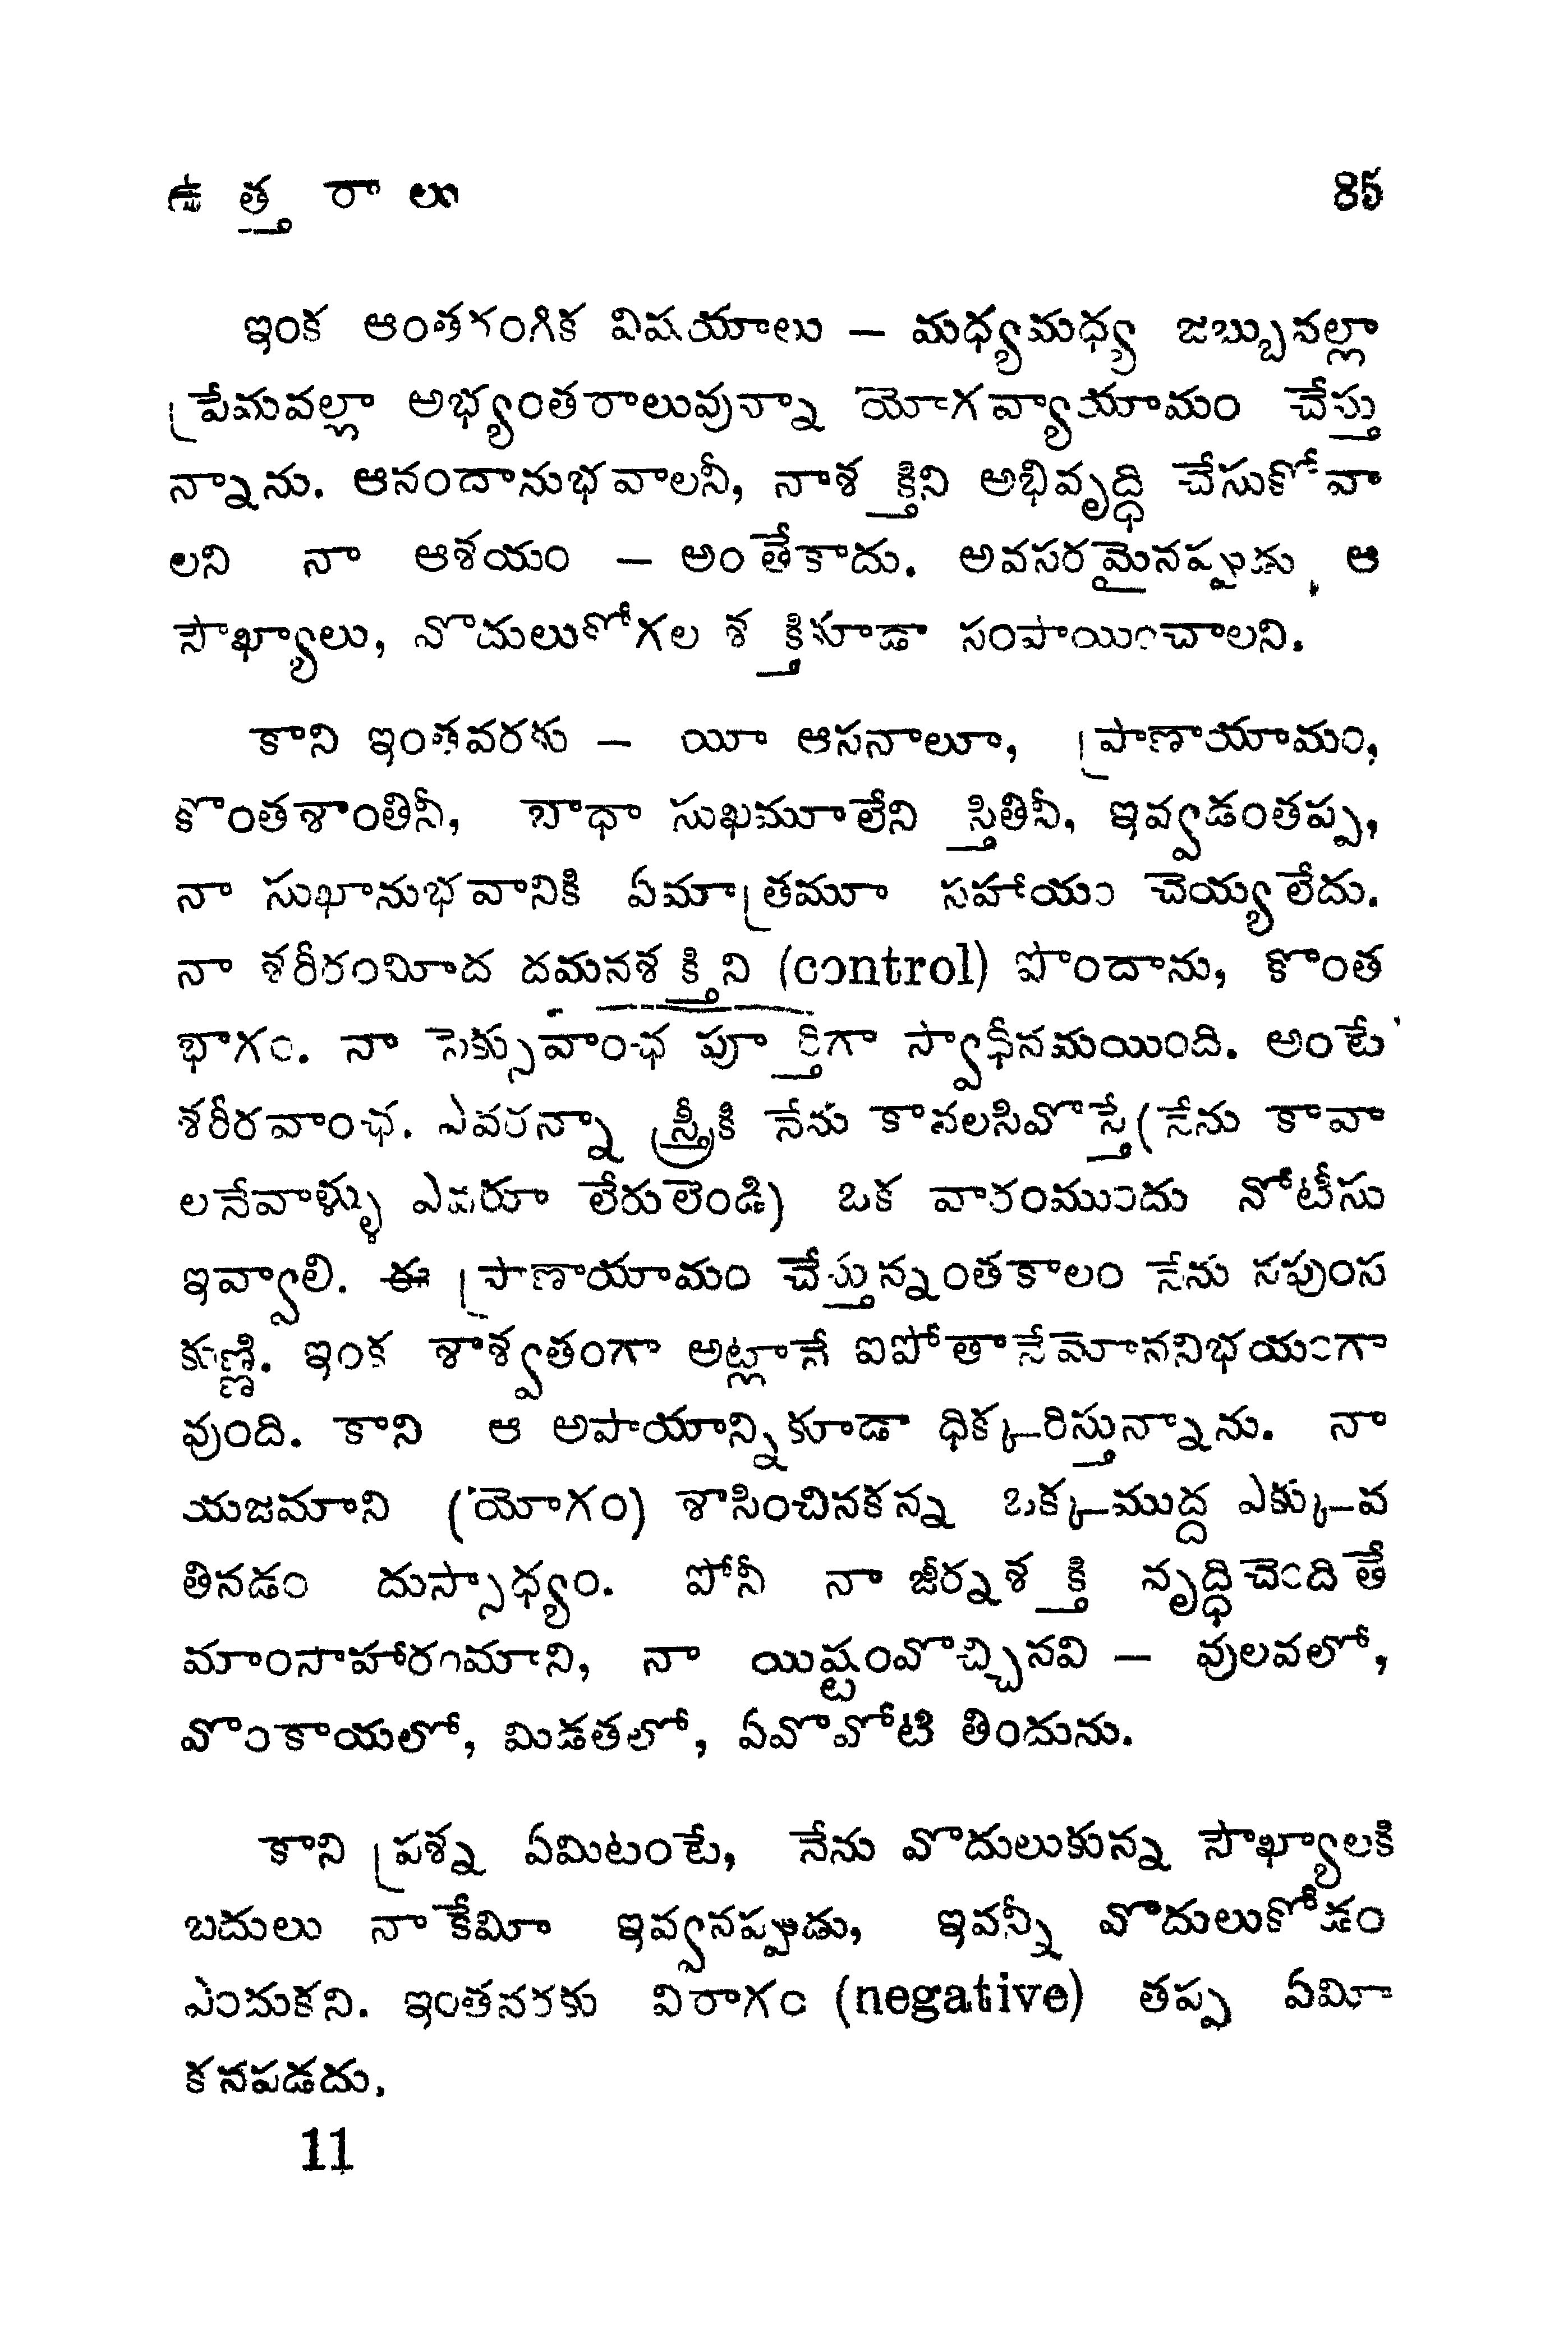 ఉత్తరాలు 85
ఇంక ఆంతరంగిక విషయాలు – మధ్యమధ్య జబ్బువల్లా
ప్రేమవల్లా అభ్యంతరాలువున్నా యోగవ్యాయామం చేస్తు
న్నాను. ఆనందానుభవాలనీ, నాశక్తిని అభివృద్ధి చేసుకోవా
లని నా ఆశయం – అంతేకాదు. అవసరమైనప్పుడు, ఆ
సౌఖ్యాలు, వొదులుకోగల శక్తికూడా సంపాయించాలని.
కాని ఇంతవరకు – యీ ఆసనాలూ, ప్రాణాయామం,
కొంతశాంతినీ, బాధా సుఖమూలేని స్తితినీ, ఇవ్వడంతప్ప,
నా సుఖానుభవానికి ఏమాత్రమూ సహాయం చెయ్యలేదు.
నా శరీరంమీద దమనశక్తిని (control) పొందాను, కొంత
భాగం. నా సెక్సువాంఛ పూర్తిగా స్వాధీనమయింది. అంటే
శరీరవాంఛ. ఎవరన్నా స్త్రీకి నేను కావలసివొస్తే (నేను కావా
లనేవాళ్ళు ఎవరూ లేరులెండి) ఒక వారంముందు నోటీసు
ఇవ్వాలి. ఈ ప్రాణాయామం చేస్తున్నంతకాలం నేను నపుంస
కుణ్ణి. ఇంక శాశ్వతంగా అట్లానే ఐపోతానేమోననిభయంగా
వుంది. కాని ఆ అపాయాన్నికూడా ధిక్కరిస్తున్నాను. నా
యజమాని (యోగం) శాసించినకన్న ఒక్కముద్ద ఎక్కువ
తినడం దుస్సాధ్యం. పోనీ నా జీర్నశక్తి వృద్ధిచెందితే
మాంసాహారంమాని, నా యిష్టంవొచ్చినవి – వులవలో,
వొంకాయలో, మిడతలో, ఏవొవోటి తిందును.
కాని ప్రశ్న ఏమిటంటే, నేను వొదులుకున్న సౌఖ్యాలకి
బదులు నాకేమీ ఇవ్వనప్పుడు, ఇవన్నీ వొదులుకోడం
ఎందుకని. ఇంతవరకు విరాగం (negative) తప్ప ఏమీ
కనపడదు.
11